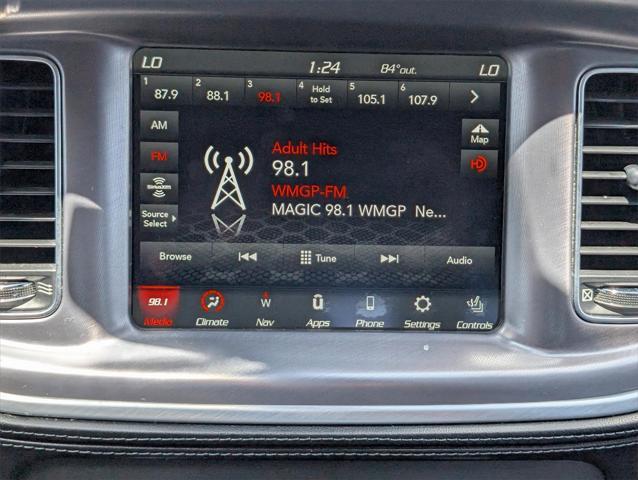 LO 1:24 84°out. LO
1 87.9 2 88.1 3 98.1 4 Hold to Set 5 105.1 6 107.9
AM
FM
SiriusXM
Source Select
Adult Hits
98.1
WMGP-FM
MAGIC 98.1 WMGP Ne...
Map
HD
Browse Tune Audio
98.1 W
Media Climate Nav Apps Phone Settings Controls